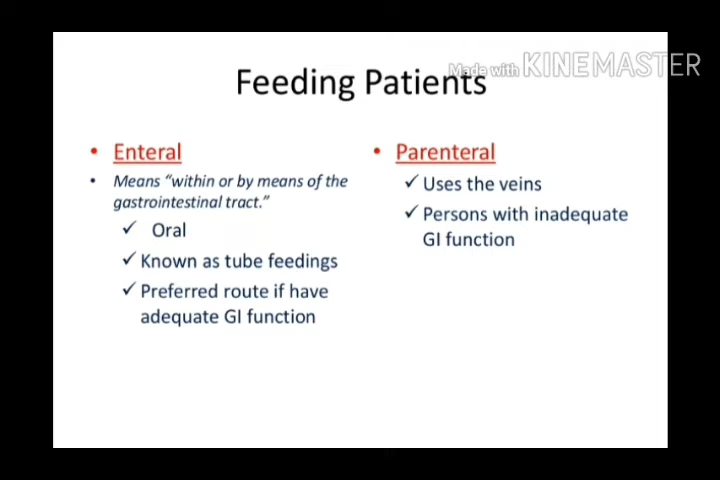 Made with KINEMASTER
Feeding Patients
• Enteral
• Means “within or by means of the
gastrointestinal tract.”
✓ Oral
✓ Known as tube feedings
✓ Preferred route if have
adequate GI function
• Parenteral
✓ Uses the veins
✓ Persons with inadequate
GI function